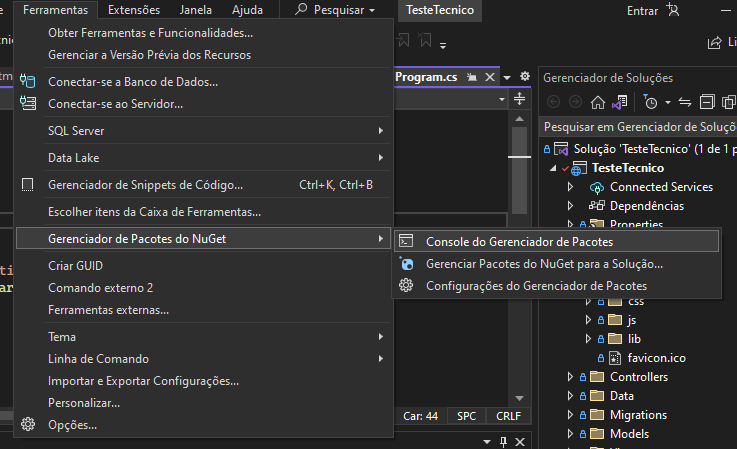 Ferramentas Extensões Janela Ajuda Pesquisar TesteTecnico Entrar
Obter Ferramentas e Funcionalidades...
Gerenciar a Versão Prévia dos Recursos
Conectar-se a Banco de Dados...
Conectar-se ao Servidor...
SQL Server
Data Lake
Gerenciador de Snippets de Código... Ctrl+K, Ctrl+B
Escolher itens da Caixa de Ferramentas...
Gerenciador de Pacotes do NuGet
Criar GUID
Comando externo 2
Ferramentas externas...
Tema
Linha de Comando
Importar e Exportar Configurações...
Personalizar...
Opções...
Console do Gerenciador de Pacotes
Gerenciar Pacotes do NuGet para a Solução...
Configurações do Gerenciador de Pacotes
Program.cs
Car: 44 SPC CRLF
Li
Gerenciador de Soluções
Pesquisar em Gerenciador de Soluçõ
Solução 'TesteTecnico' (1 de 1 p
TesteTecnico
Connected Services
Dependências
Properties
css
js
lib
favicon.ico
Controllers
Data
Migrations
Models